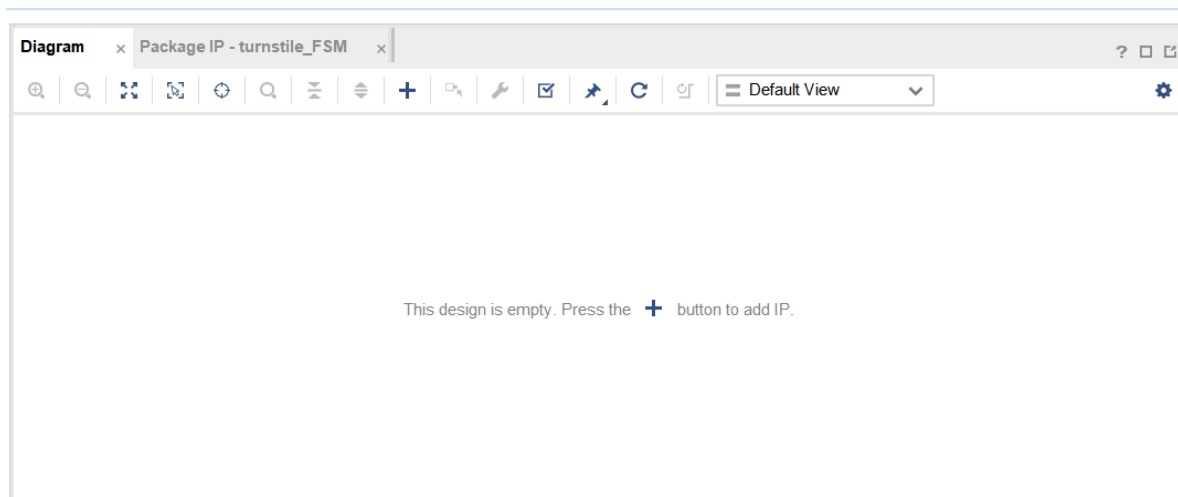 Diagram × Package IP - turnstile_FSM ×
?
Default View
This design is empty. Press the + button to add IP.